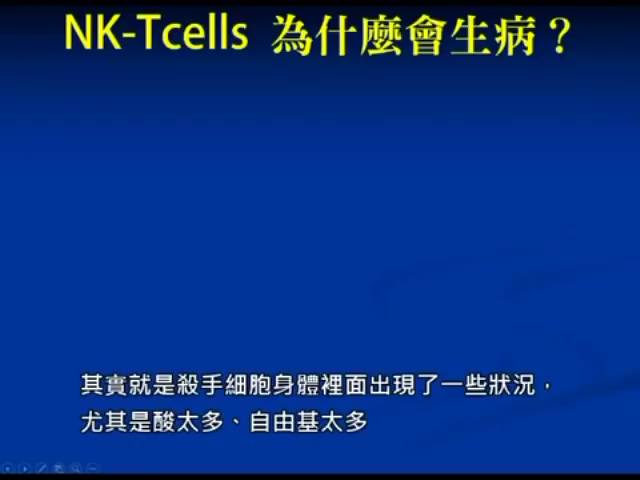 NK-Tcells 為什麼會生病？
其實就是殺手細胞身體裡面出現了一些狀況，
尤其是酸太多、自由基太多